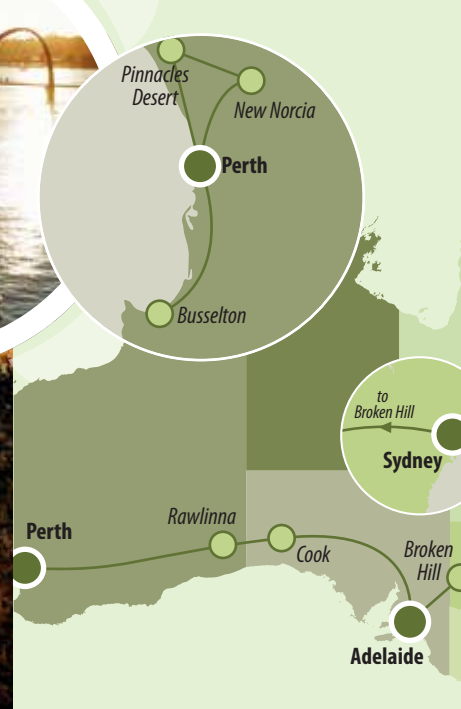 Pinnacles
Desert
New Norcia
Perth
Busselton
to
Broken Hill
Sydney
Rawlinna
Perth
Cook
Broken
Hill
Adelaide